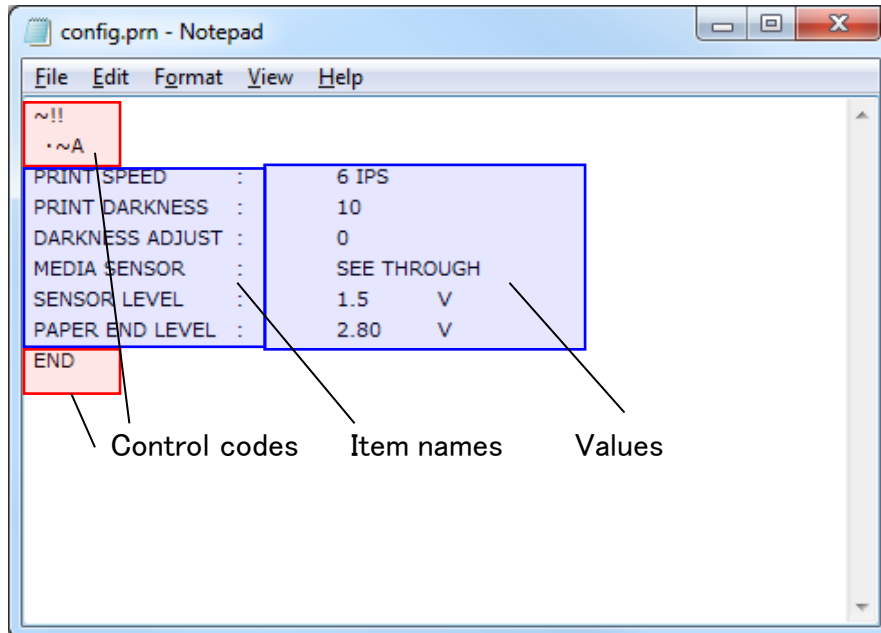 config.prn - Notepad
File Edit Format View Help
~!!
·~A
PRINT SPEED : 6 IPS
PRINT DARKNESS : 10
DARKNESS ADJUST : 0
MEDIA SENSOR : SEE THROUGH
SENSOR LEVEL : 1.5 V
PAPER END LEVEL : 2.80 V
END
Control codes Item names Values